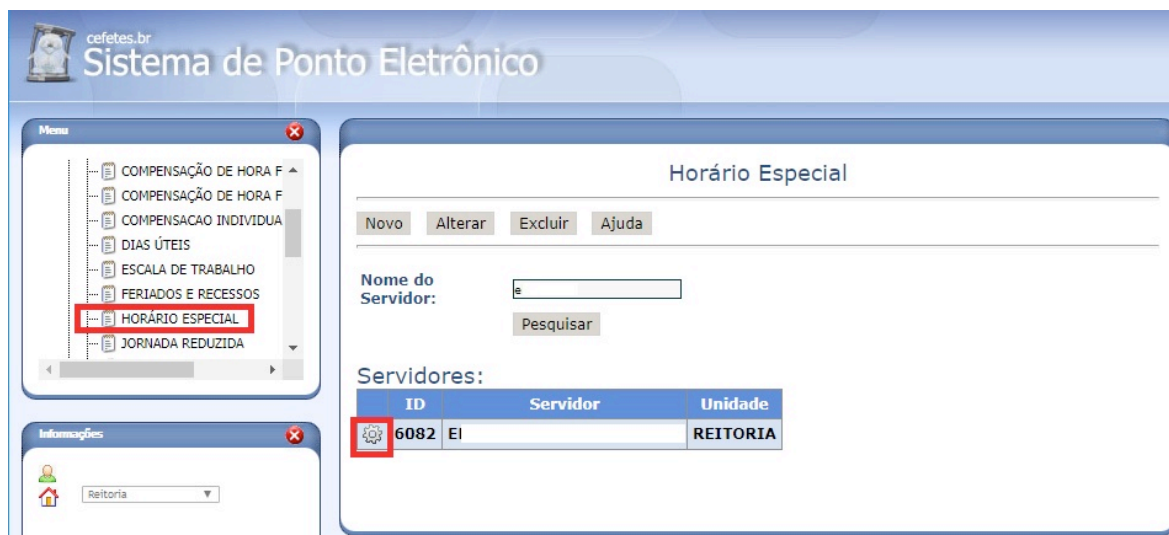 cefetes.br
Sistema de Ponto Eletrônico
Menu
COMPENSAÇÃO DE HORA F
COMPENSAÇÃO DE HORA F
COMPENSACAO INDIVIDUA
DIAS ÚTEIS
ESCALA DE TRABALHO
FERIADOS E RECESSOS
HORÁRIO ESPECIAL
JORNADA REDUZIDA
Informações
Reitoria
Horário Especial
Novo Alterar Excluir Ajuda
Nome do
Servidor:
e
Pesquisar
Servidores:
ID Servidor Unidade
6082 El REITORIA